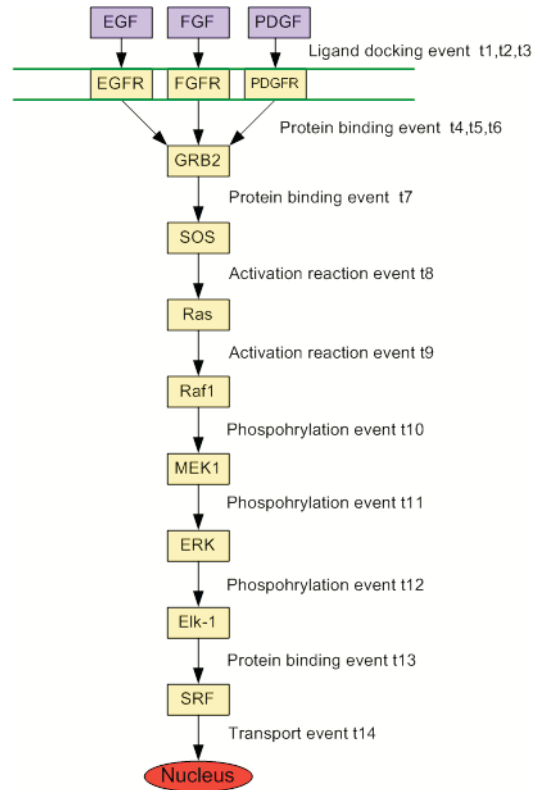 EGF FGF PDGF
Ligand docking event t1,t2,t3
EGFR FGFR PDGFR
Protein binding event t4,t5,t6
GRB2
Protein binding event t7
SOS
Activation reaction event t8
Ras
Activation reaction event t9
Raf1
Phospohrylation event t10
MEK1
Phospohrylation event t11
ERK
Phospohrylation event t12
Elk-1
Protein binding event t13
SRF
Transport event t14
Nucleus